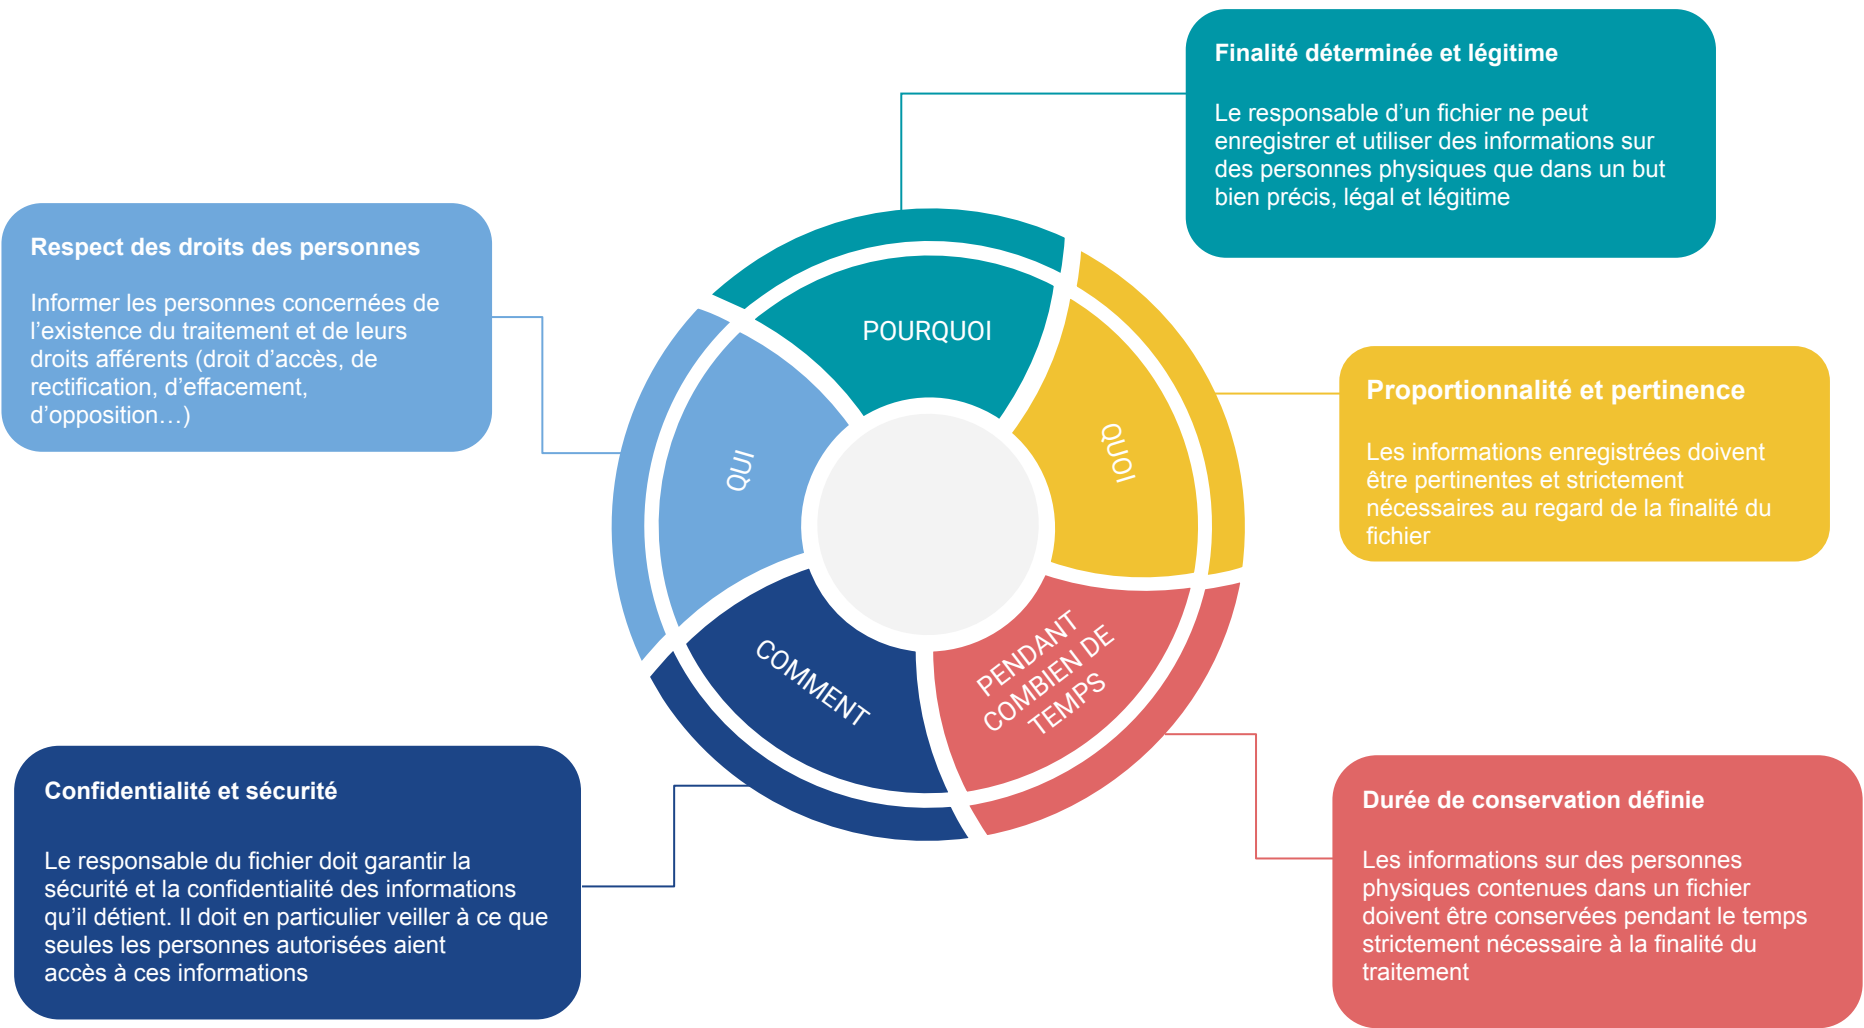 Finalité déterminée et légitime
Le responsable d’un fichier ne peut
enregistrer et utiliser des informations sur
des personnes physiques que dans un but
bien précis, légal et légitime
Respect des droits des personnes
Informer les personnes concernées de
l’existence du traitement et de leurs
droits afférents (droit d’accès, de
rectification, d’effacement,
d’opposition…)
POURQUOI
QUOI
QUI
PENDANT
COMBIEN DE
TEMPS
COMMENT
Proportionnalité et pertinence
Les informations enregistrées doivent
être pertinentes et strictement
nécessaires au regard de la finalité du
fichier
Confidentialité et sécurité
Le responsable du fichier doit garantir la
sécurité et la confidentialité des informations
qu’il détient. Il doit en particulier veiller à ce que
seules les personnes autorisées aient
accès à ces informations
Durée de conservation définie
Les informations sur des personnes
physiques contenues dans un fichier
doivent être conservées pendant le temps
strictement nécessaire à la finalité du
traitement